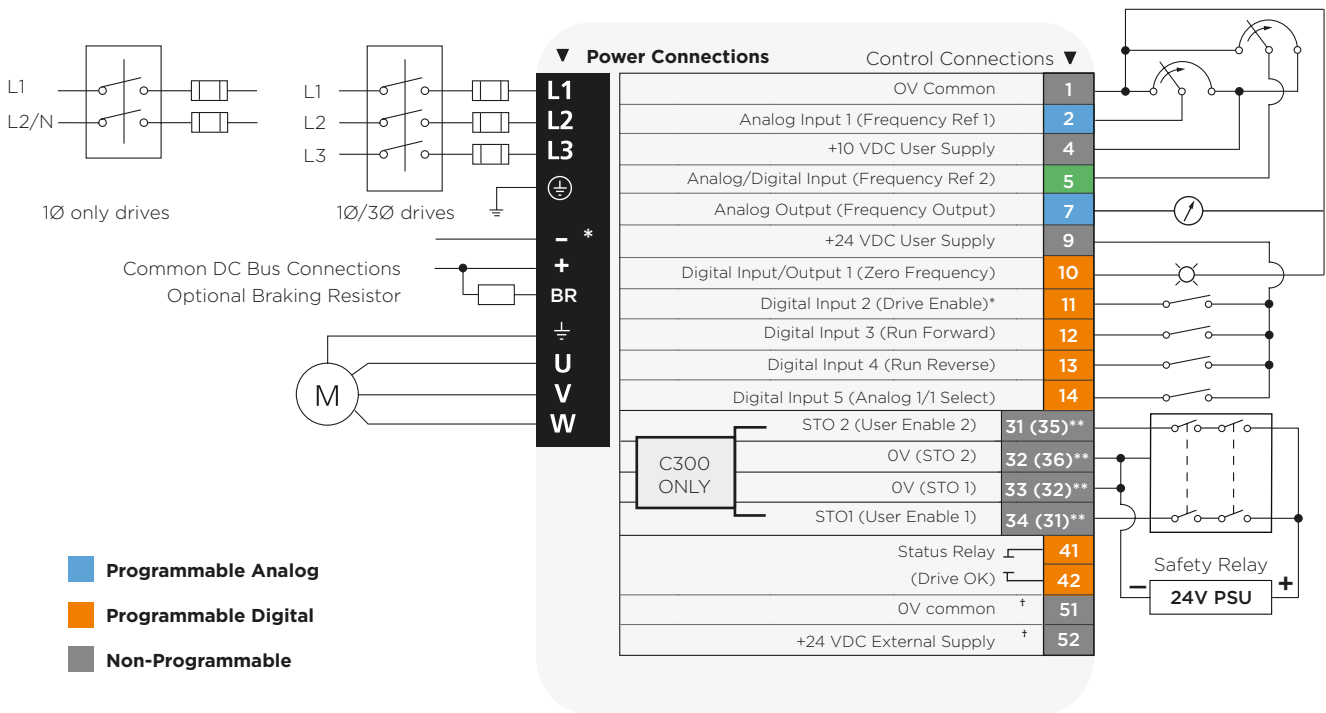 ▼ Power Connections
Control Connections ▼
L1
L2/N
1Ø only drives
L1
L2
L3
1Ø/3Ø drives
Common DC Bus Connections
Optional Braking Resistor
M
L1
L2
L3
– *
+
BR
U
V
W
0V Common 1
Analog Input 1 (Frequency Ref 1) 2
+10 VDC User Supply 4
Analog/Digital Input (Frequency Ref 2) 5
Analog Output (Frequency Output) 7
+24 VDC User Supply 9
Digital Input/Output 1 (Zero Frequency) 10
Digital Input 2 (Drive Enable)* 11
Digital Input 3 (Run Forward) 12
Digital Input 4 (Run Reverse) 13
Digital Input 5 (Analog 1/1 Select) 14
C300
ONLY
STO 2 (User Enable 2) 31 (35)**
0V (STO 2) 32 (36)**
0V (STO 1) 33 (32)**
STO1 (User Enable 1) 34 (31)**
Status Relay 41
(Drive OK) 42
0V common † 51
+24 VDC External Supply † 52
Safety Relay
– 24V PSU +
Programmable Analog
Programmable Digital
Non-Programmable